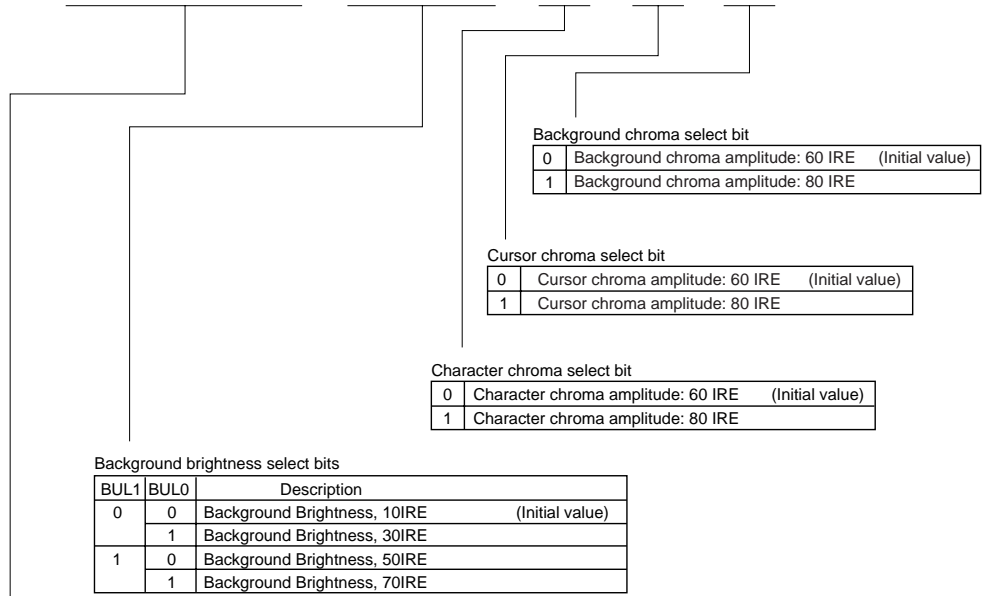 Background chroma select bit
0 Background chroma amplitude: 60 IRE (Initial value)
1 Background chroma amplitude: 80 IRE
Cursor chroma select bit
0 Cursor chroma amplitude: 60 IRE (Initial value)
1 Cursor chroma amplitude: 80 IRE
Character chroma select bit
0 Character chroma amplitude: 60 IRE (Initial value)
1 Character chroma amplitude: 80 IRE
Background brightness select bits
BUL1 BUL0 Description
0 0 Background Brightness, 10IRE (Initial value)
1 Background Brightness, 30IRE
1 0 Background Brightness, 50IRE
1 Background Brightness, 70IRE